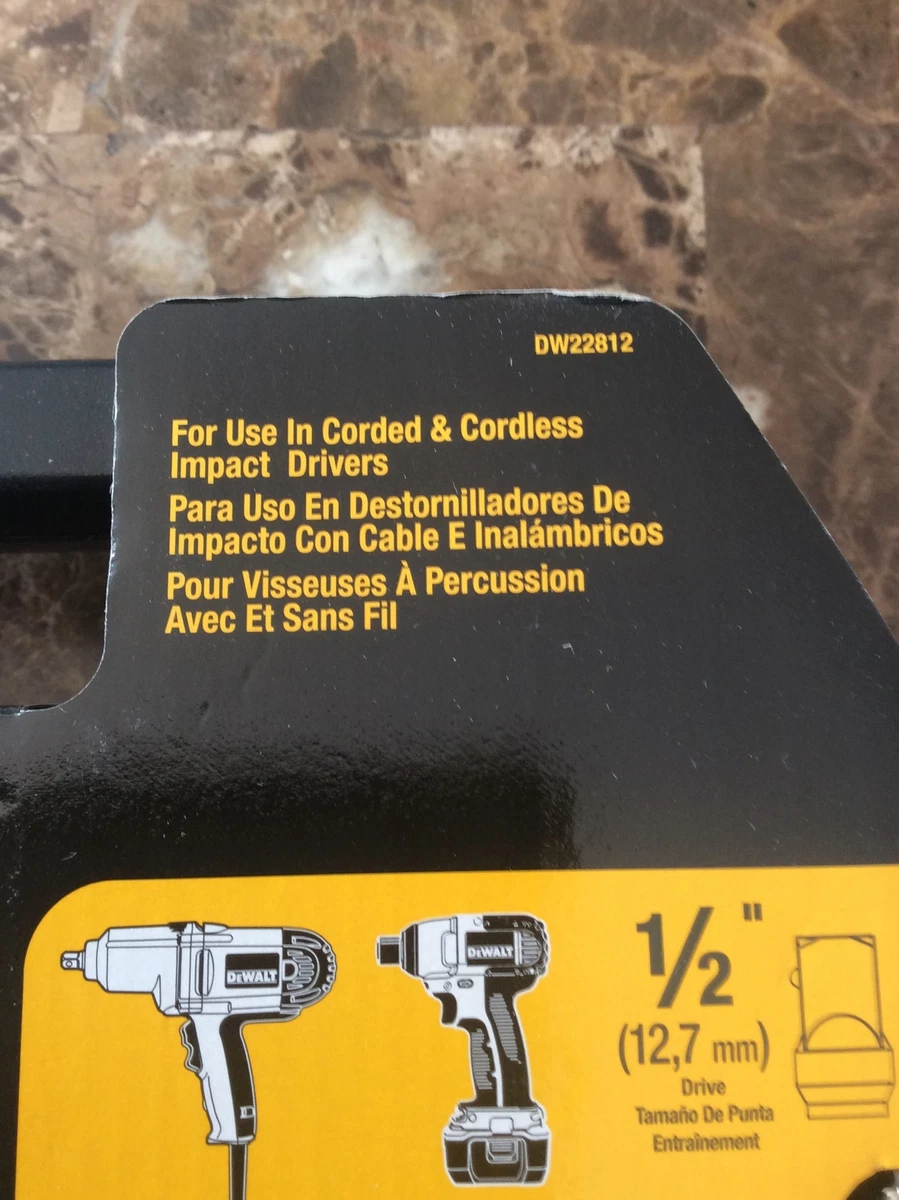 DW22812
For Use In Corded & Cordless
Impact Drivers
Para Uso En Destornilladores De
Impacto Con Cable E Inalámbricos
Pour Visseuses À Percussion
Avec Et Sans Fil
DEWALT
DEWALT
1/2"
(12,7 mm)
Drive
Tamaño De Punta
Entraînement